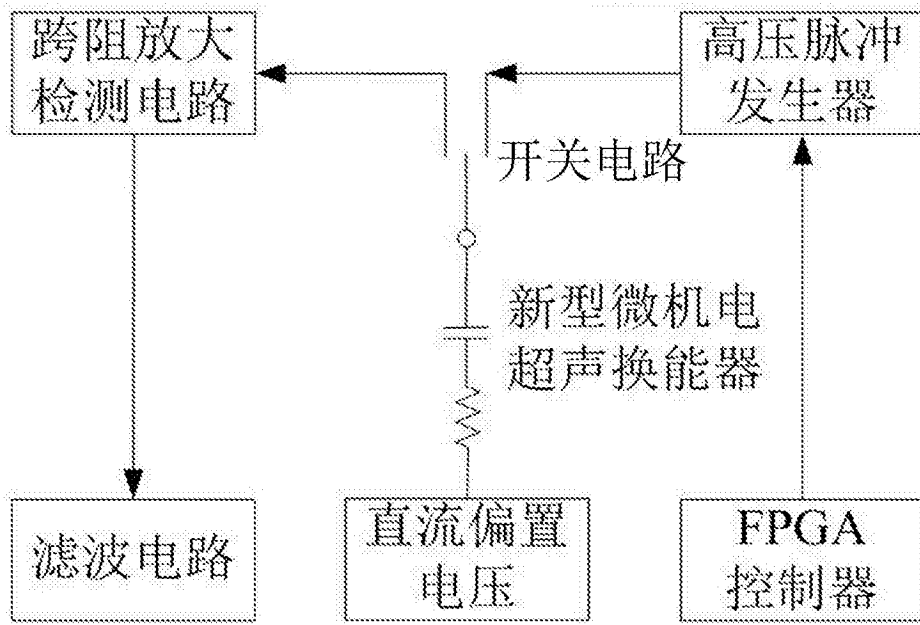 跨阻放大
检测电路
高压脉冲
发生器
开关电路
新型微机电
超声换能器
滤波电路
直流偏置
电压
FPGA
控制器